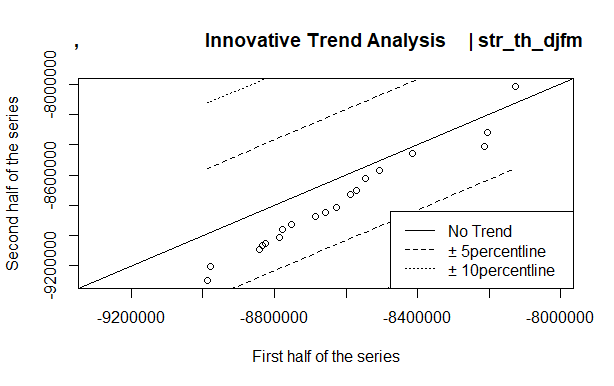 , Innovative Trend Analysis | str_th_djfm
Second half of the series
-8000000
-8600000
-9200000
No Trend
± 5percentline
± 10percentline
-9200000 -8800000 -8400000 -8000000
First half of the series